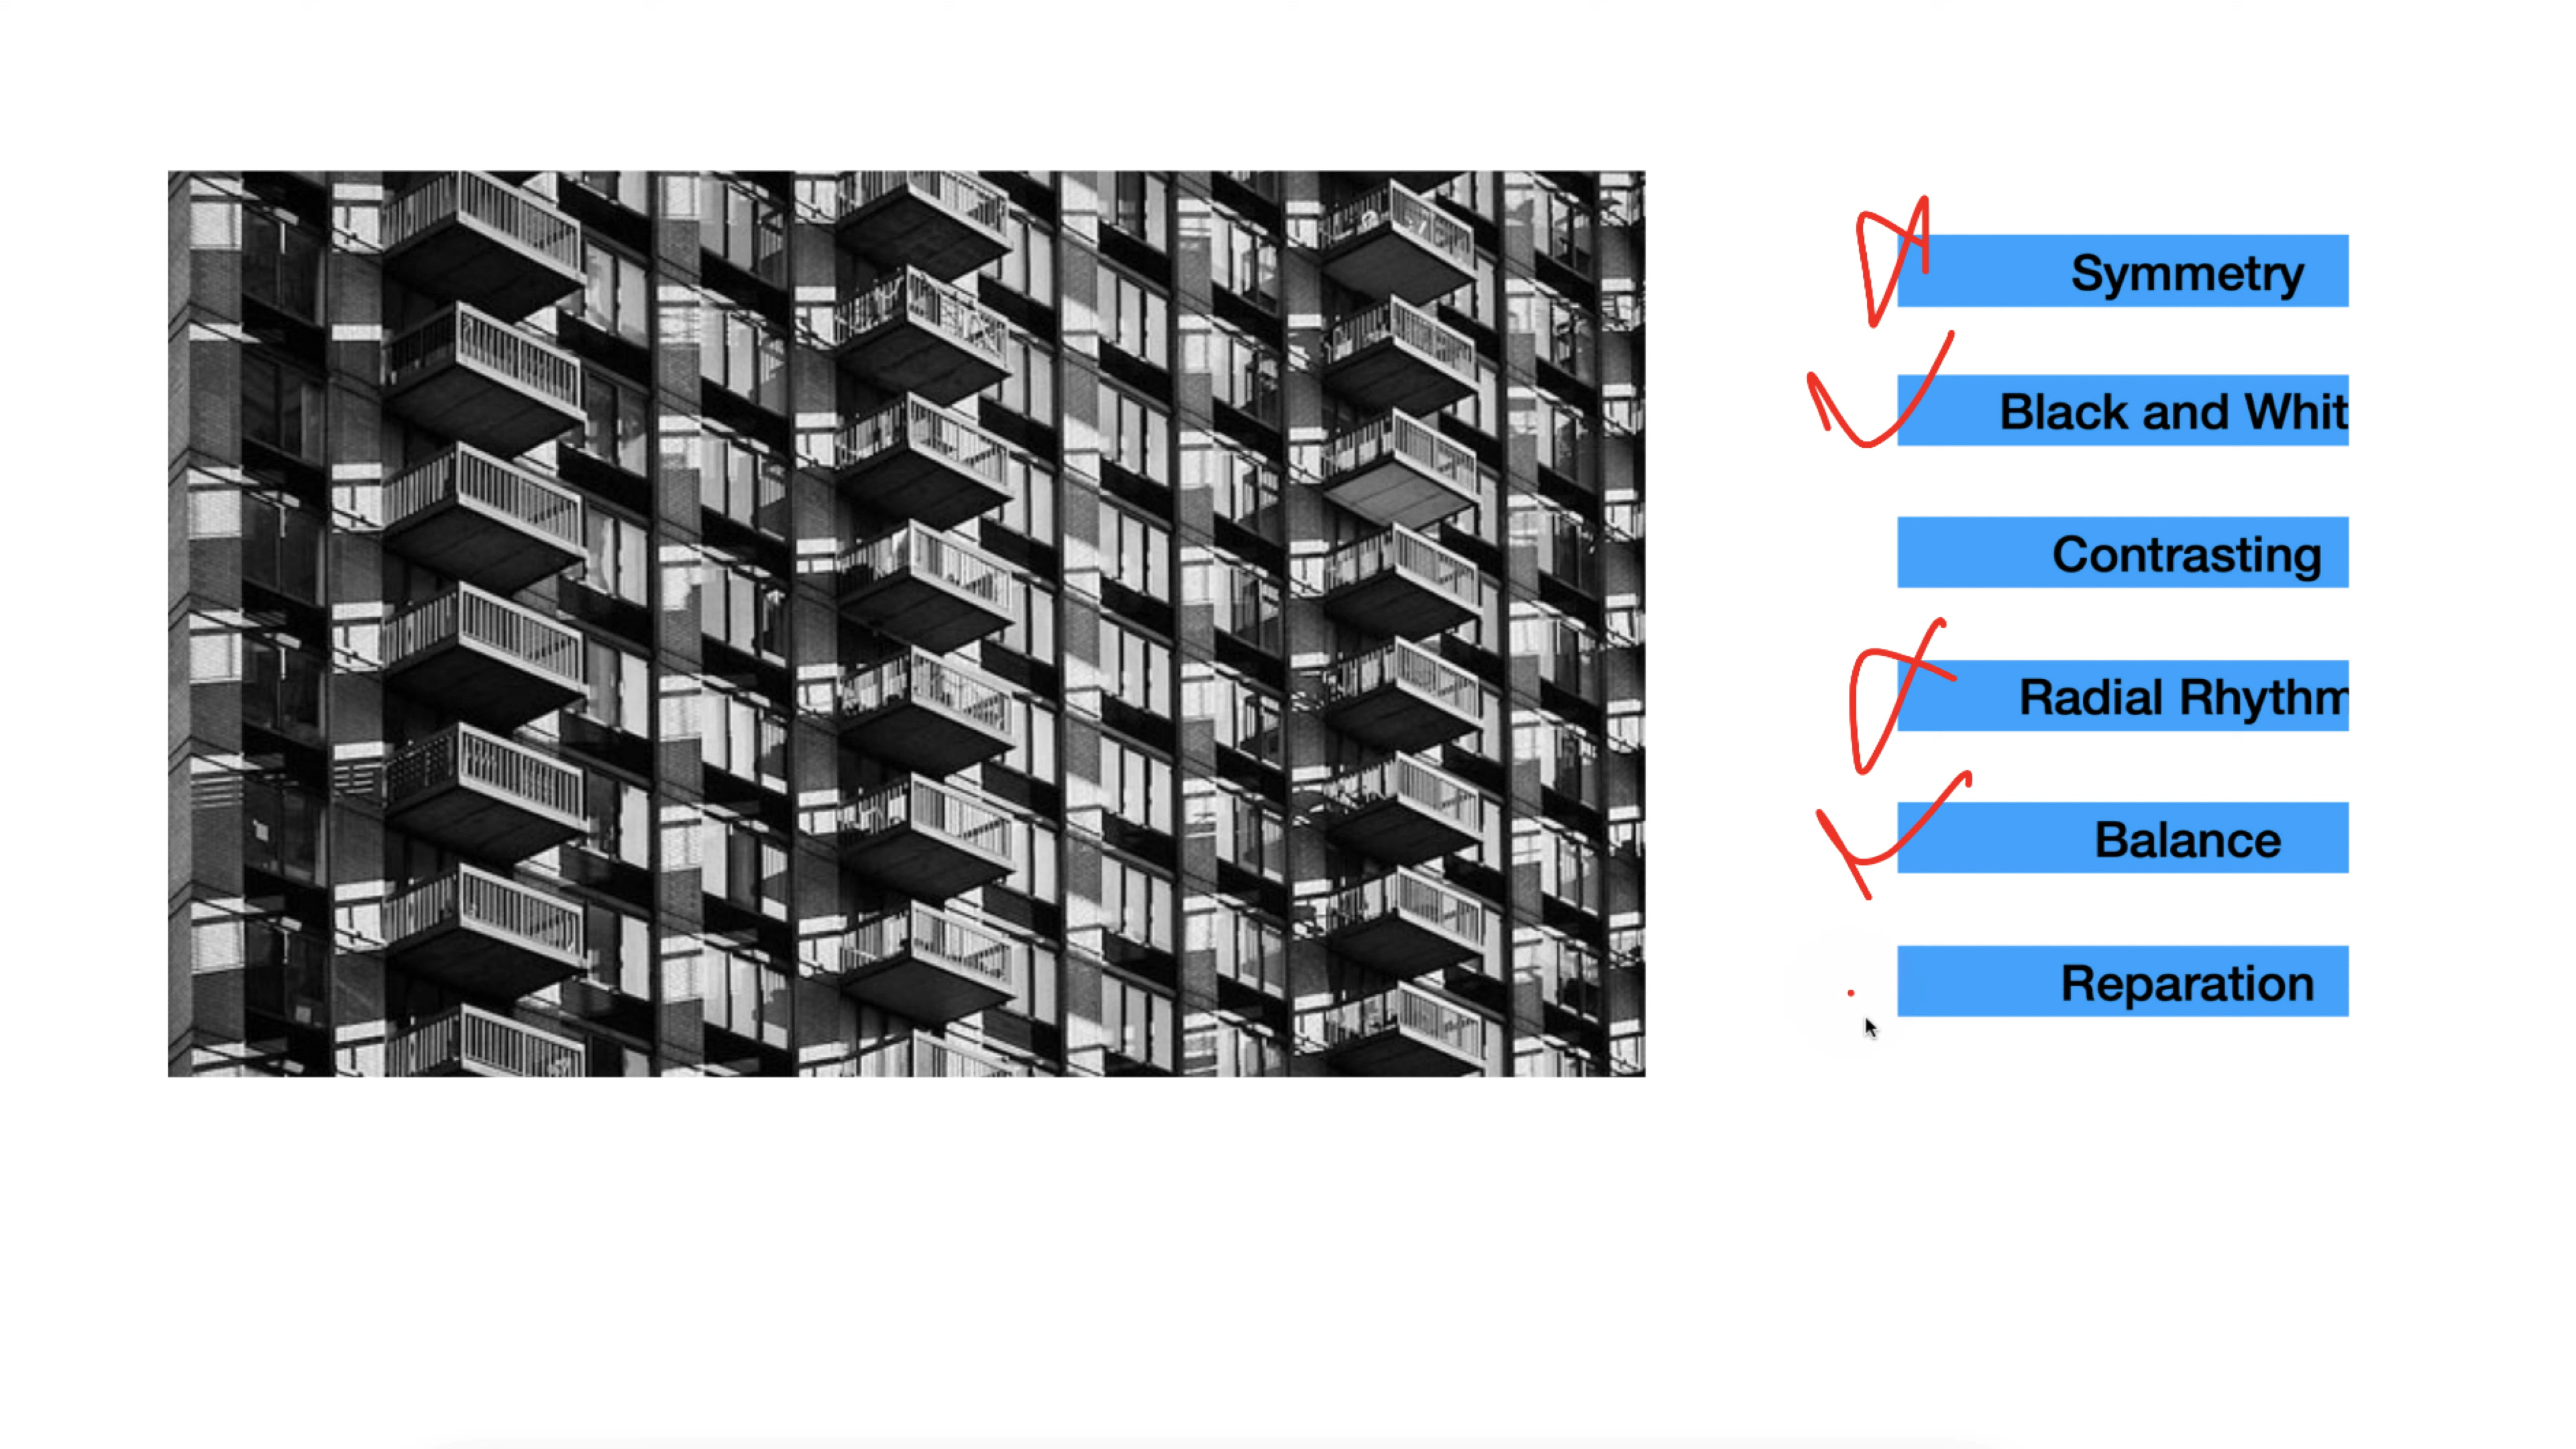 Symmetry
Black and Whit
Contrasting
Radial Rhythm
Balance
Reparation